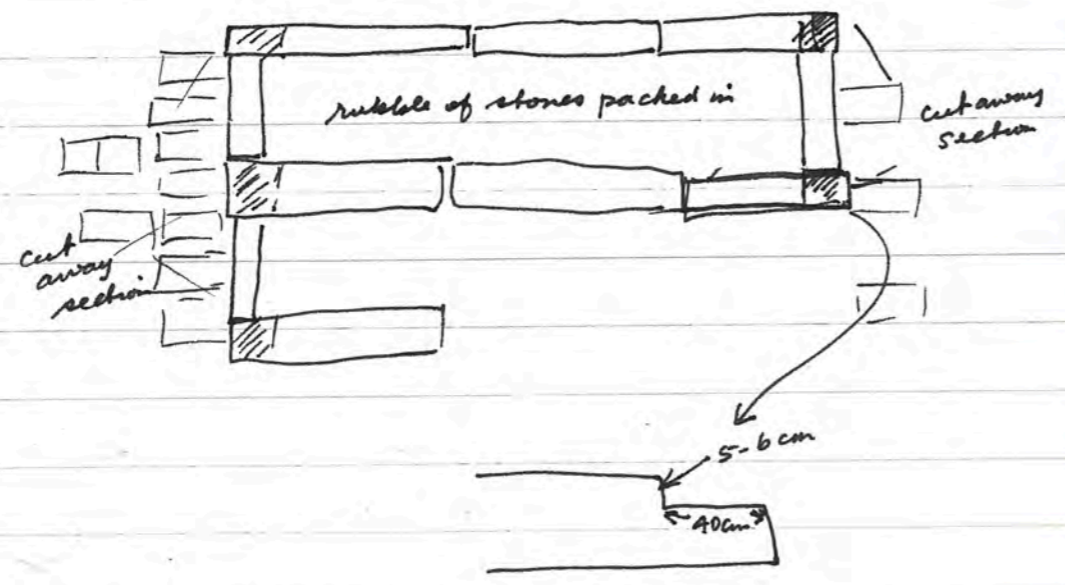 rubble of stones packed in
cut away
section
cut
away
section
5-6 cm
40cm